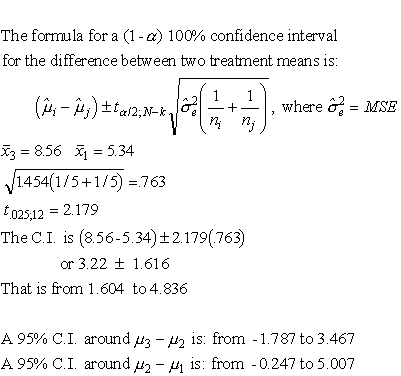 The formula for a (1-α) 100% confidence interval
for the difference between two treatment means is:
(μ̂ᵢ − μ̂ⱼ) ± t_{α/2; N−k} √(σ̂²ₑ (1/nᵢ + 1/nⱼ)), where σ̂²ₑ = MSE
x̄₃ = 8.56 x̄₁ = 5.34
√(1.454(1/5+1/5)) = .763
t.025;12 = 2.179
The C.I. is (8.56-5.34) ± 2.179(.763)
or 3.22 ± 1.616
That is from 1.604 to 4.836
A 95% C.I. around μ₃ − μ₂ is: from -1.787 to 3.467
A 95% C.I. around μ₂ − μ₁ is: from -0.247 to 5.007